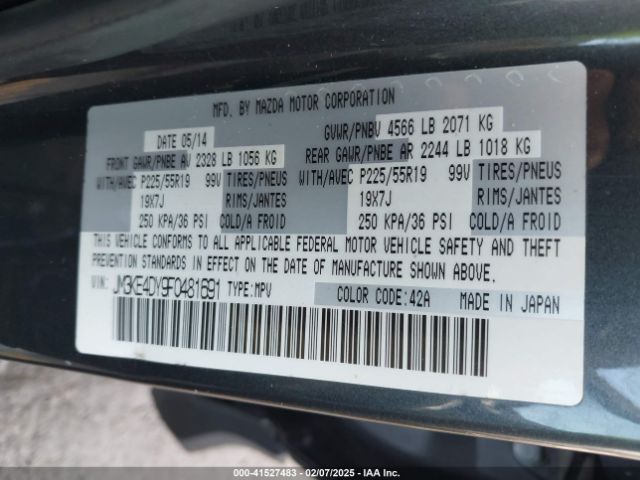 MFD. BY MAZDA MOTOR CORPORATION
DATE 05/14 GVWR/PNBV 4566 LB 2071 KG
FRONT GAWR/PNBE AV 2328 LB 1056 KG REAR GAWR/PNBE AR 2244 LB 1018 KG
WITH/AVEC P225/55R19 99V TIRES/PNEUS WITH/AVEC P225/55R19 99V TIRES/PNEUS
19X7J RIMS/JANTES 19X7J RIMS/JANTES
250 KPA/36 PSI COLD/A FROID 250 KPA/36 PSI COLD/A FROID
THIS VEHICLE CONFORMS TO ALL APPLICABLE FEDERAL MOTOR VEHICLE SAFETY AND THEFT
PREVENTION STANDARDS IN EFFECT ON THE DATE OF MANUFACTURE SHOWN ABOVE.
VIN: JM3KE4DY9F0481691 TYPE:MPV COLOR CODE:42A MADE IN JAPAN
000-41527483 - 02/07/2025 - IAA Inc.